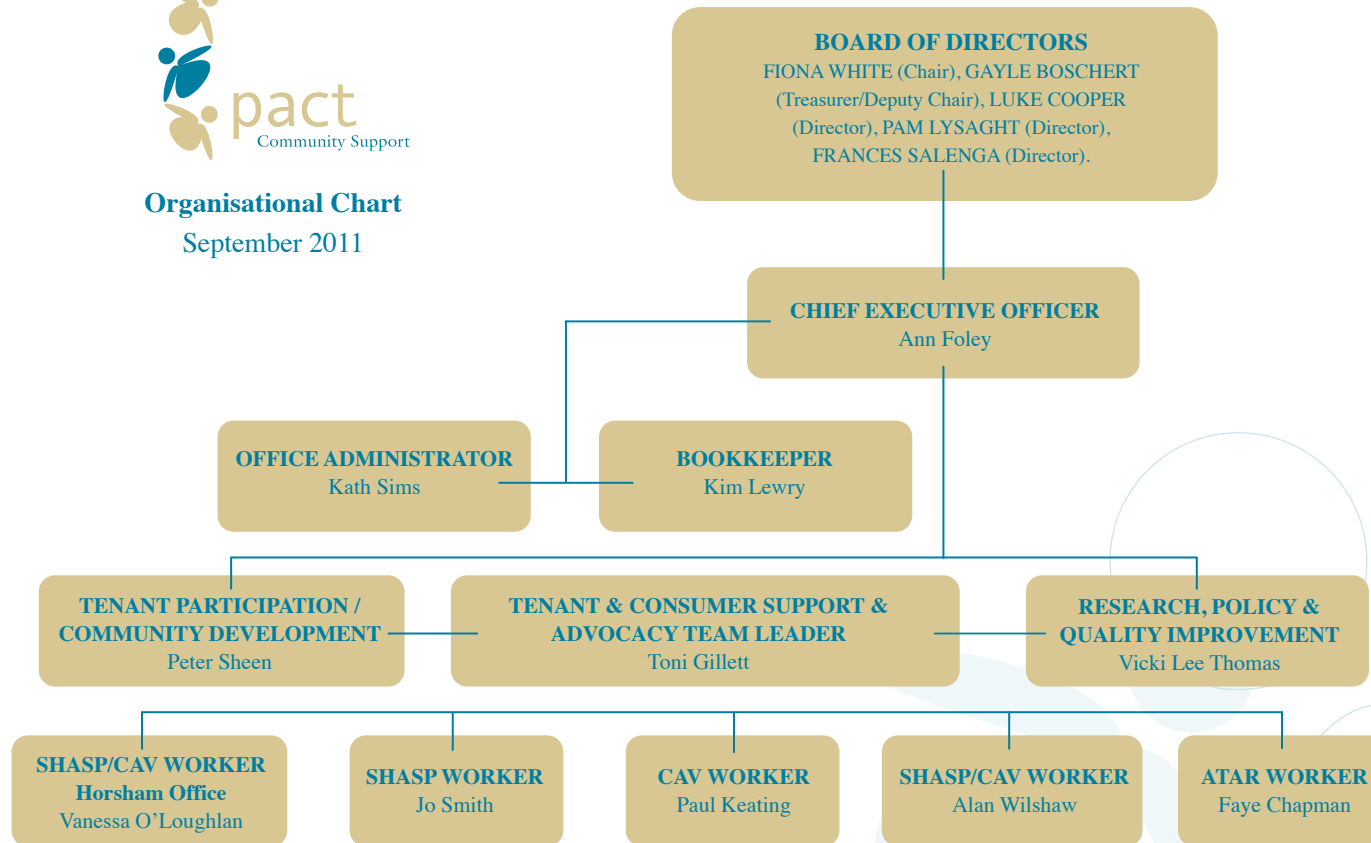 pact
Community Support
Organisational Chart
September 2011
BOARD OF DIRECTORS
FIONA WHITE (Chair), GAYLE BOSCHERT
(Treasurer/Deputy Chair), LUKE COOPER
(Director), PAM LYSAGHT (Director),
FRANCES SALENGA (Director).
CHIEF EXECUTIVE OFFICER
Ann Foley
OFFICE ADMINISTRATOR
Kath Sims
BOOKKEEPER
Kim Lewry
TENANT PARTICIPATION /
COMMUNITY DEVELOPMENT
Peter Sheen
TENANT & CONSUMER SUPPORT &
ADVOCACY TEAM LEADER
Toni Gillett
RESEARCH, POLICY &
QUALITY IMPROVEMENT
Vicki Lee Thomas
SHASP/CAV WORKER
Horsham Office
Vanessa O’Loughlan
SHASP WORKER
Jo Smith
CAV WORKER
Paul Keating
SHASP/CAV WORKER
Alan Wilshaw
ATAR WORKER
Faye Chapman